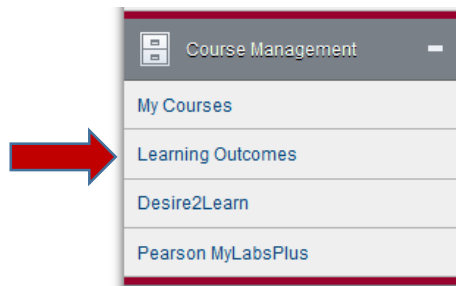 Course Management
My Courses
Learning Outcomes
Desire2Learn
Pearson MyLabsPlus